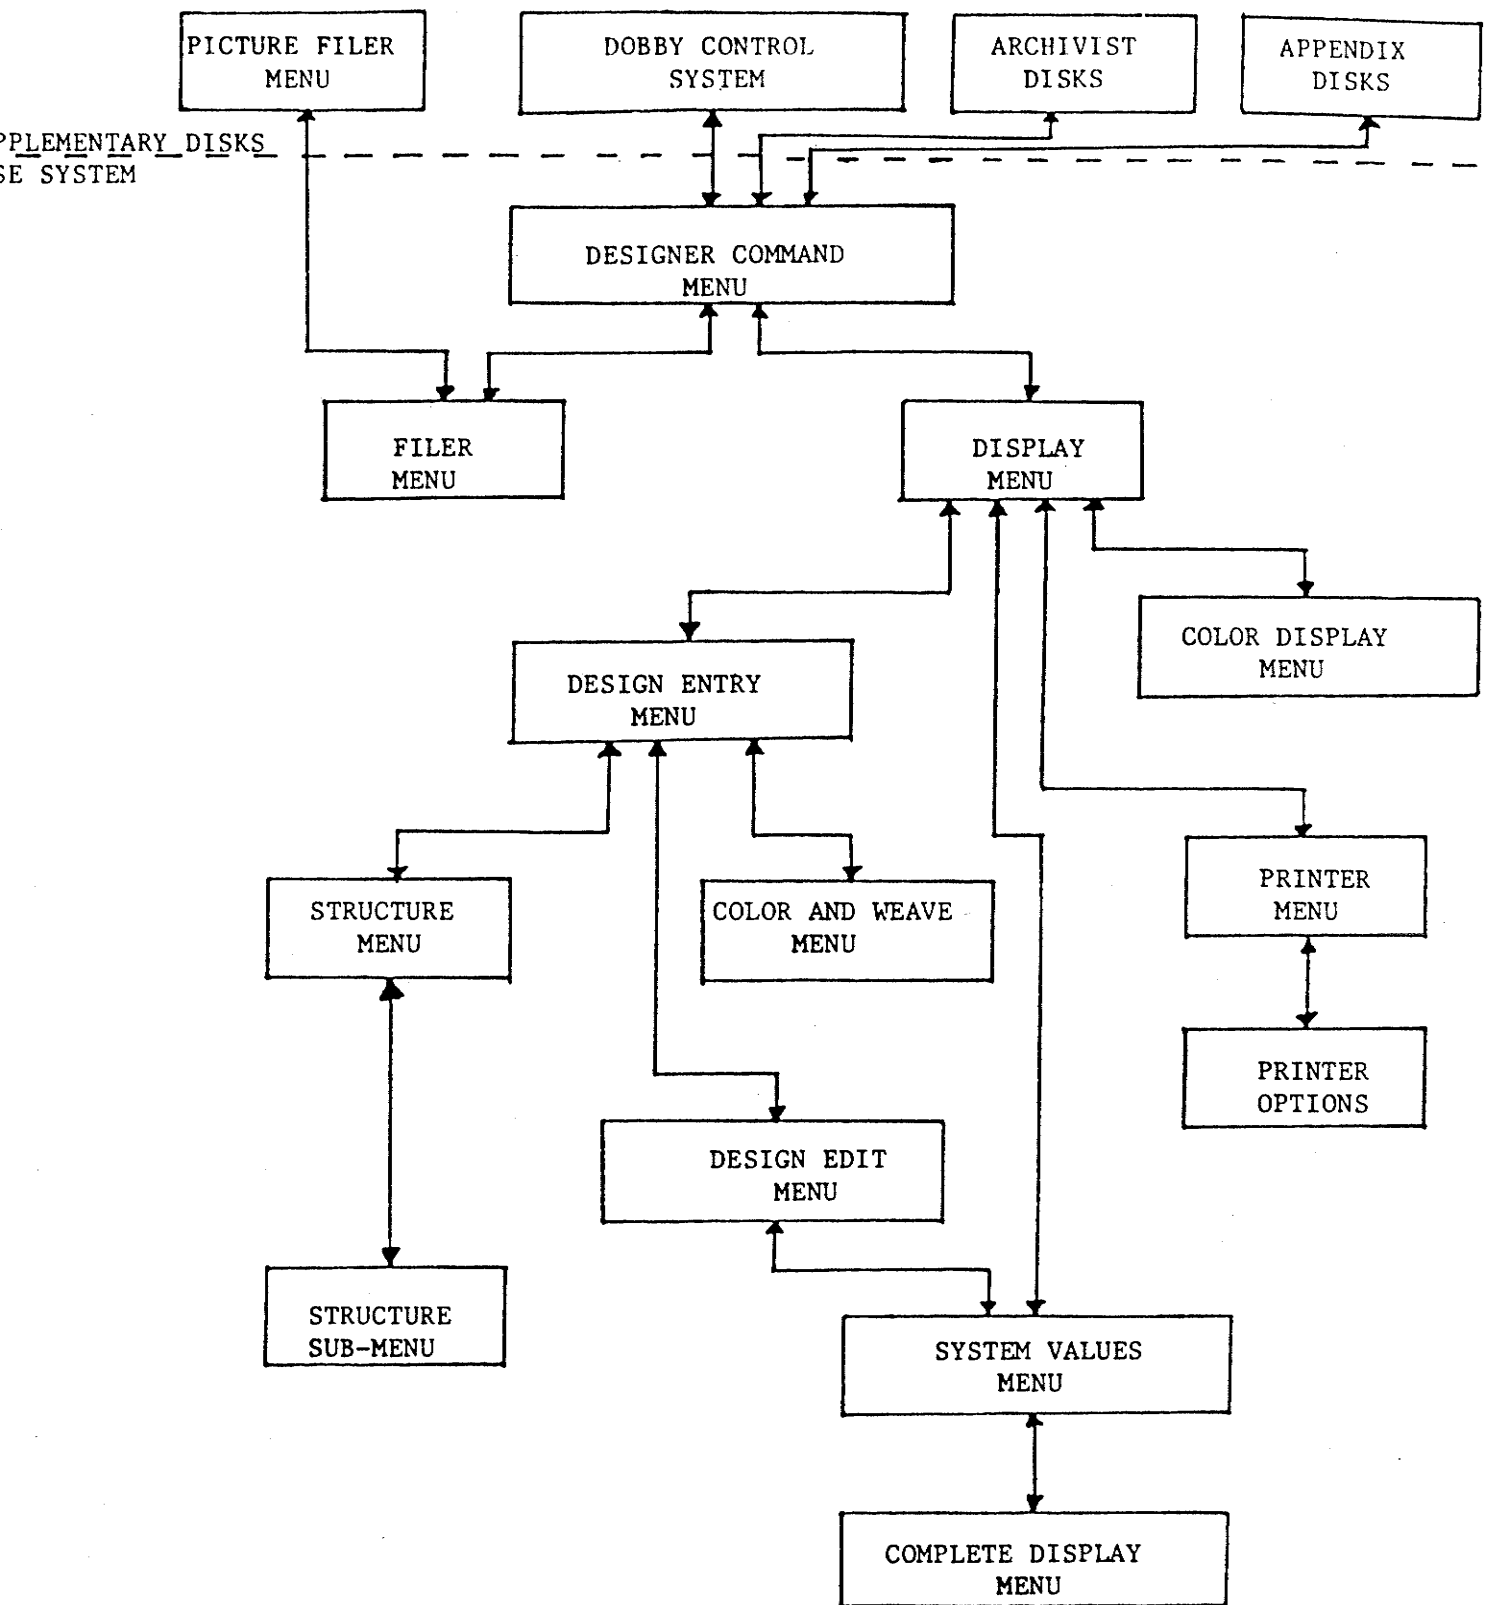 PICTURE FILER
MENU
DOBBY CONTROL
SYSTEM
ARCHIVIST
DISKS
APPENDIX
DISKS
PPLEMENTARY DISKS
SE SYSTEM
DESIGNER COMMAND
MENU
FILER
MENU
DISPLAY
MENU
COLOR DISPLAY
MENU
DESIGN ENTRY
MENU
STRUCTURE
MENU
COLOR AND WEAVE
MENU
PRINTER
MENU
PRINTER
OPTIONS
DESIGN EDIT
MENU
STRUCTURE
SUB-MENU
SYSTEM VALUES
MENU
COMPLETE DISPLAY
MENU